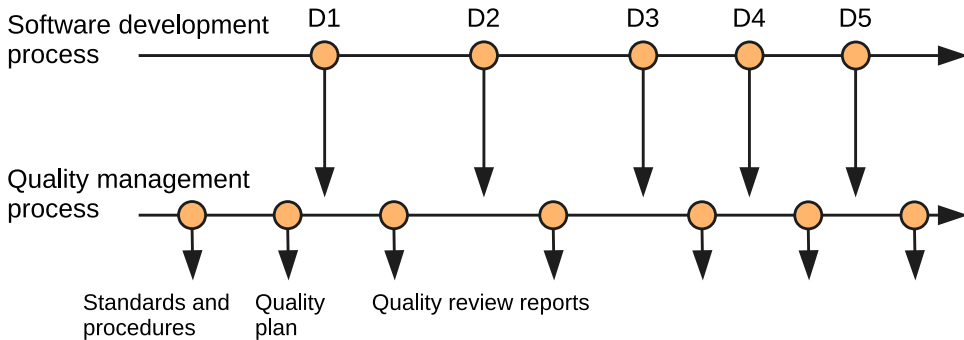 D1 D2 D3 D4 D5
Software development
process
Quality management
process
Standards and
procedures
Quality
plan
Quality review reports